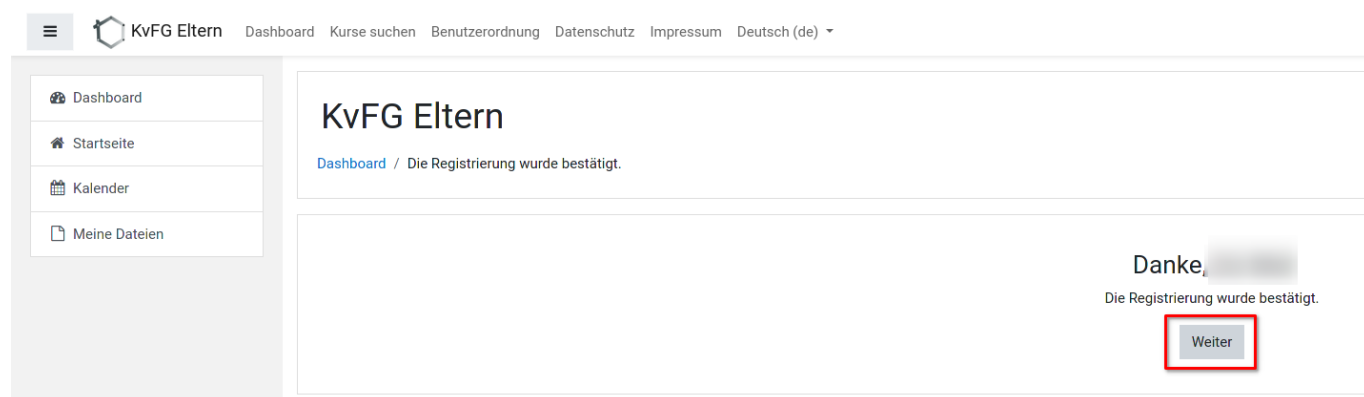 KvFG Eltern Dashboard Kurse suchen Benutzerordnung Datenschutz Impressum Deutsch (de)
Dashboard
Startseite
Kalender
Meine Dateien
KvFG Eltern
Dashboard / Die Registrierung wurde bestätigt.
Danke,
Die Registrierung wurde bestätigt.
Weiter